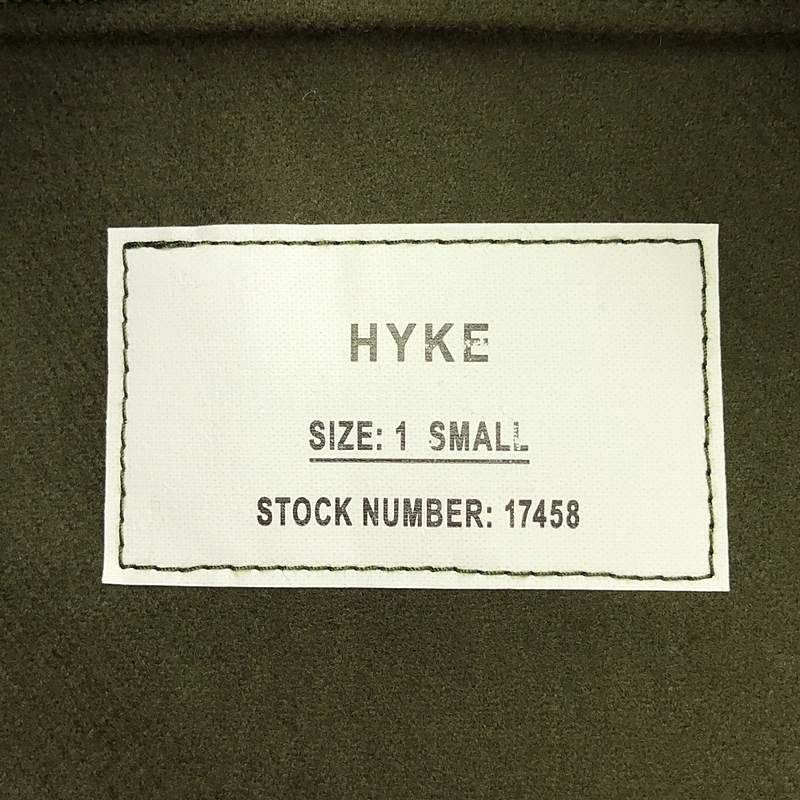 HYKE
SIZE: 1 SMALL
STOCK NUMBER: 17458